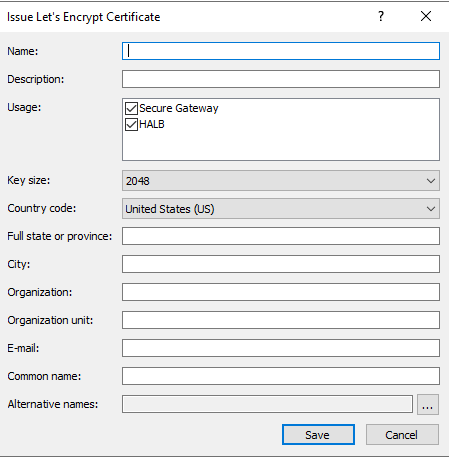 Issue Let's Encrypt Certificate ?
Name:
Description:
Usage: Secure Gateway
HALB
Key size: 2048
Country code: United States (US)
Full state or province:
City:
Organization:
Organization unit:
E-mail:
Common name:
Alternative names: ...
Save Cancel